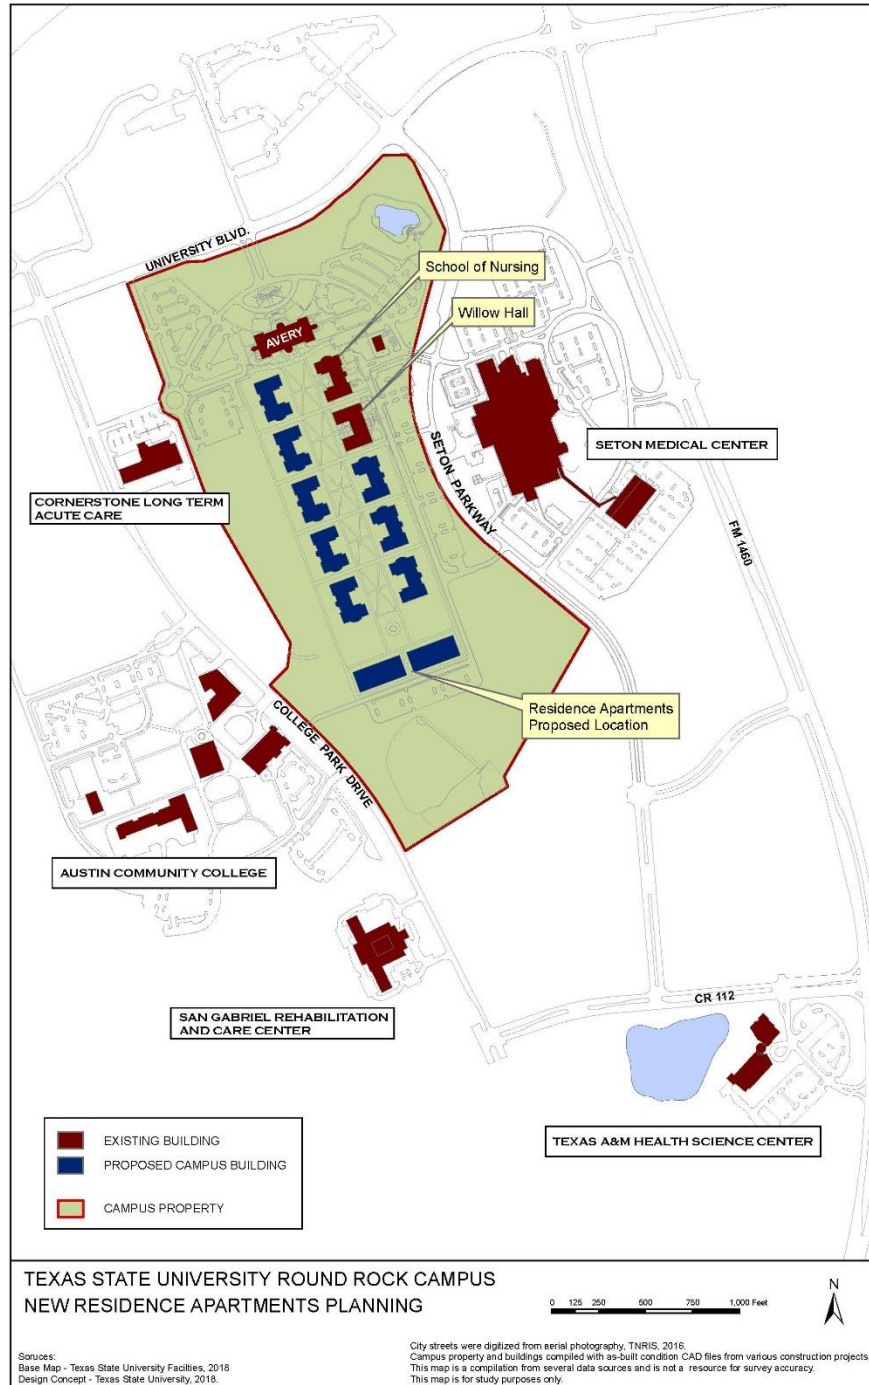 UNIVERSITY BLVD.
School of Nursing
Willow Hall
AVERY
SETON PARKWAY
SETON MEDICAL CENTER
CORNERSTONE LONG TERM
ACUTE CARE
FM 1460
Residence Apartments
Proposed Location
COLLEGE PARK DRIVE
AUSTIN COMMUNITY COLLEGE
SAN GABRIEL REHABILITATION
AND CARE CENTER
CR 112
TEXAS A&M HEALTH SCIENCE CENTER
EXISTING BUILDING
PROPOSED CAMPUS BUILDING
CAMPUS PROPERTY
TEXAS STATE UNIVERSITY ROUND ROCK CAMPUS
NEW RESIDENCE APARTMENTS PLANNING
0 125 250 500 750 1,000 Feet
N
Soruces:
Base Map - Texas State University Facilties, 2018
Design Concept - Texas State University, 2018.
City streets were digitized from aerial photography, TNRIS, 2016.
Campus property and buildings compiled with as-built condition CAD files from various construction projects.
This map is a compilation from several data sources and is not a resource for survey accuracy.
This map is for study purposes only.